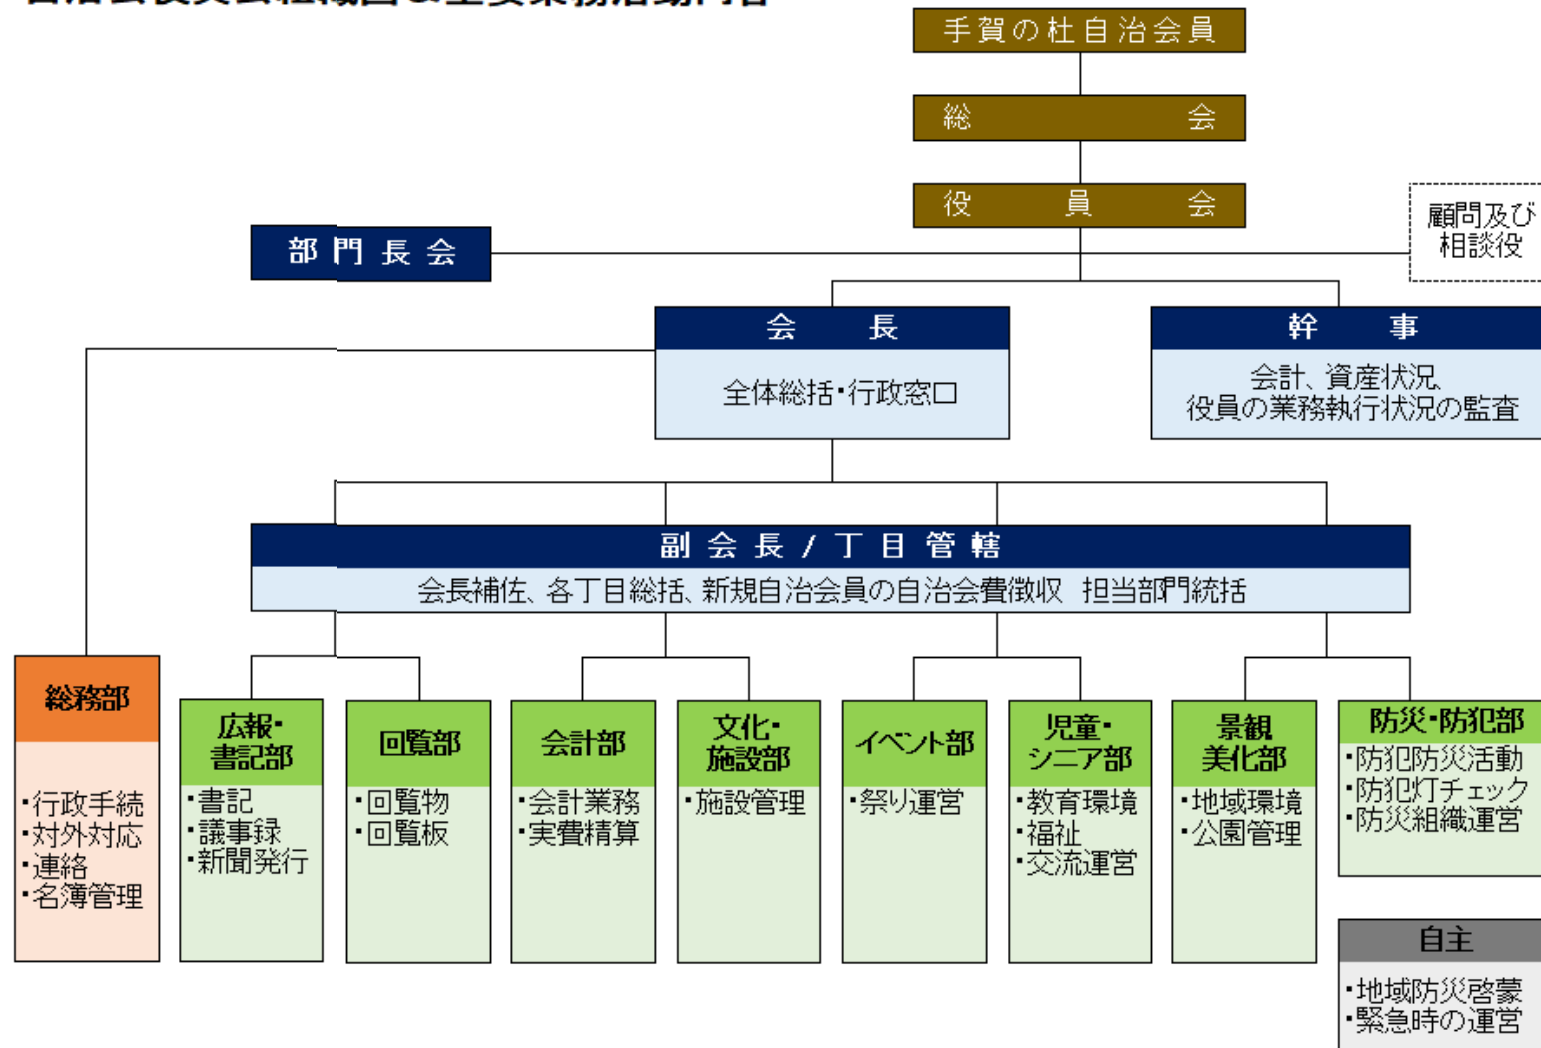 手賀の杜自治会員
総会
役員会
顧問及び
相談役
部門長会
会長
全体総括・行政窓口
幹事
会計、資産状況、
役員の業務執行状況の監査
副会長/丁目管轄
会長補佐、各丁目総括、新規自治会員の自治会費徴収 担当部門統括
総務部
・行政手続
・対外対応
・連絡
・名簿管理
広報・
書記部
・書記
・議事録
・新聞発行
回覧部
・回覧物
・回覧板
会計部
・会計業務
・実費精算
文化・
施設部
・施設管理
イベント部
・祭り運営
児童・
シニア部
・教育環境
・福祉
・交流運営
景観
美化部
・地域環境
・公園管理
防災・防犯部
・防犯防災活動
・防犯灯チェック
・防災組織運営
自主
・地域防災啓蒙
・緊急時の運営